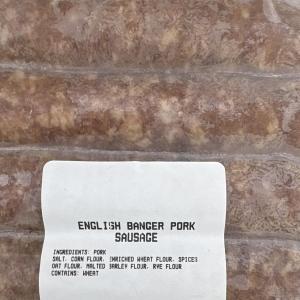 ENGLISH BANGER PORK
SAUSAGE
INGREDIENTS: PORK
SALT, CORN FLOUR, ENRICHED WHEAT FLOUR, SPICES
OAT FLOUR, MALTED BARLEY FLOUR, RYE FLOUR
CONTAINS: WHEAT